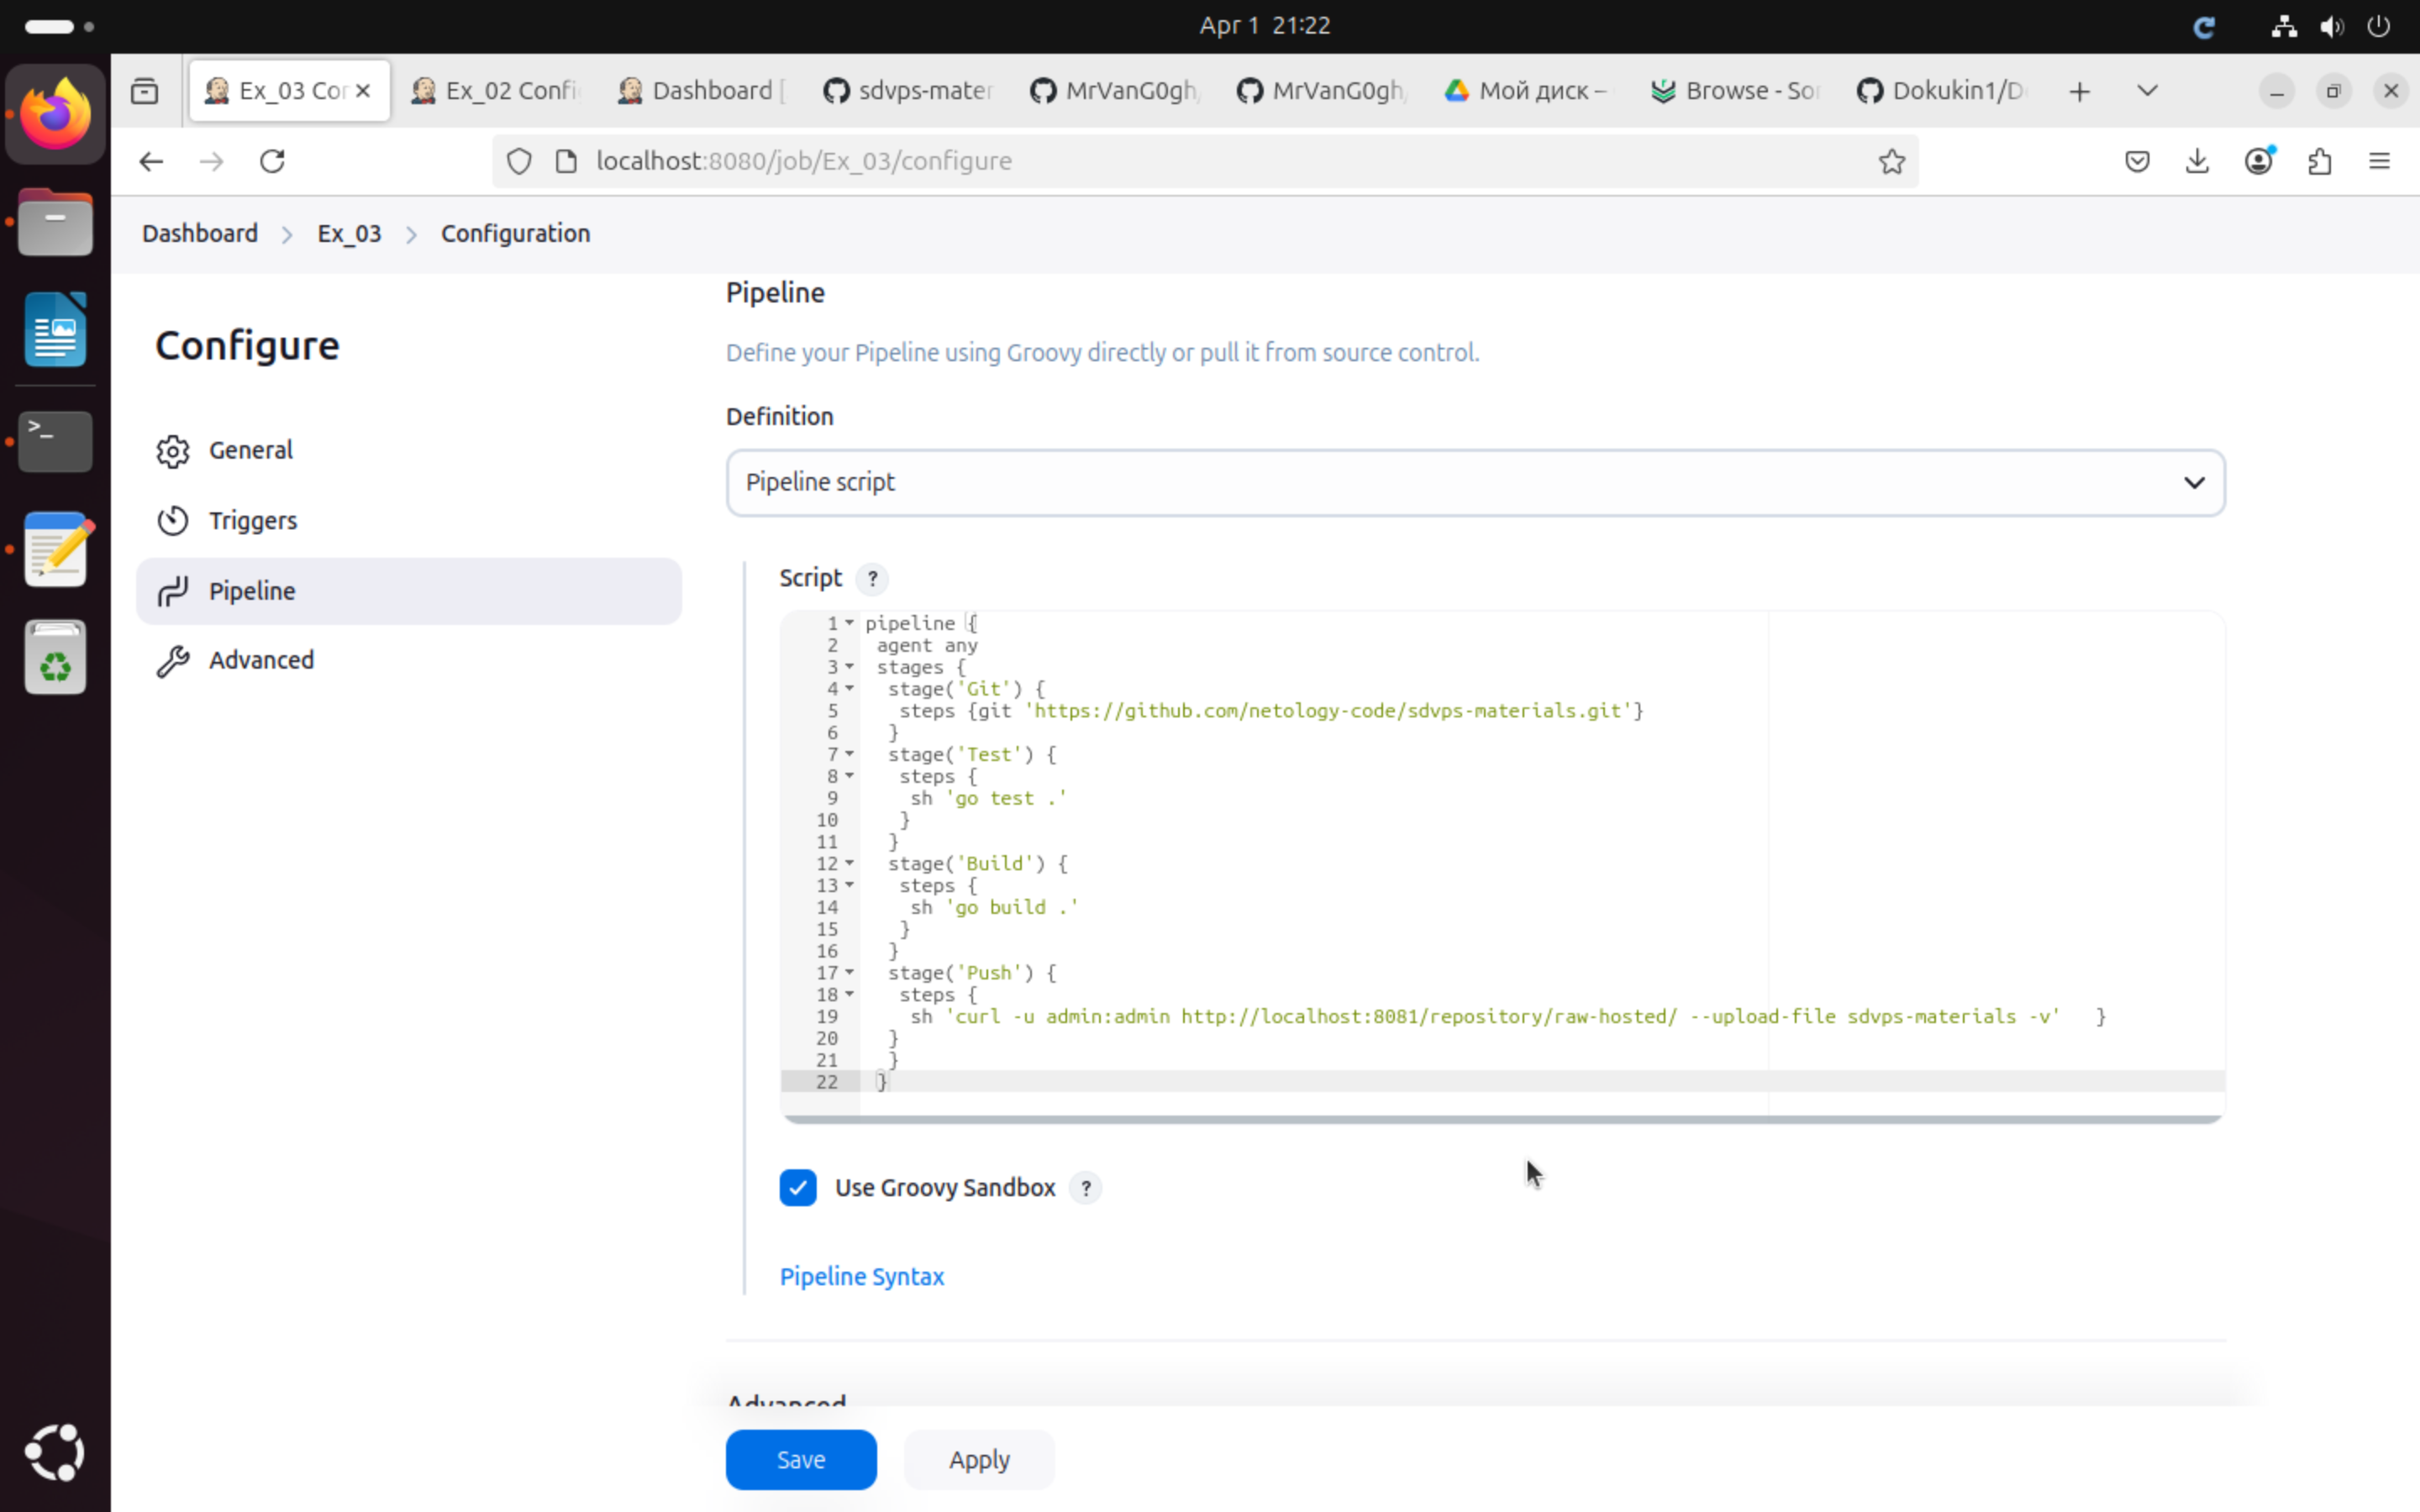 Apr 1 21:22
Ex_03 Cor
Ex_02 Confi
Dashboard [
sdvps-mater
MrVanG0gh/
MrVanG0gh/
Мой диск –
Browse - Son
Dokukin1/D
localhost:8080/job/Ex_03/configure
Dashboard > Ex_03 > Configuration
Configure
General
Triggers
Pipeline
Advanced
Pipeline
Define your Pipeline using Groovy directly or pull it from source control.
Definition
Pipeline script
Script ?
1 pipeline {
2  agent any
3  stages {
4   stage('Git') {
5    steps {git 'https://github.com/netology-code/sdvps-materials.git'}
6   }
7   stage('Test') {
8    steps {
9     sh 'go test .'
10    }
11   }
12   stage('Build') {
13    steps {
14     sh 'go build .'
15    }
16   }
17   stage('Push') {
18    steps {
19     sh 'curl -u admin:admin http://localhost:8081/repository/raw-hosted/ --upload-file sdvps-materials -v'   }
20   }
21   }
22  }
Use Groovy Sandbox ?
Pipeline Syntax
Advanced
Save
Apply